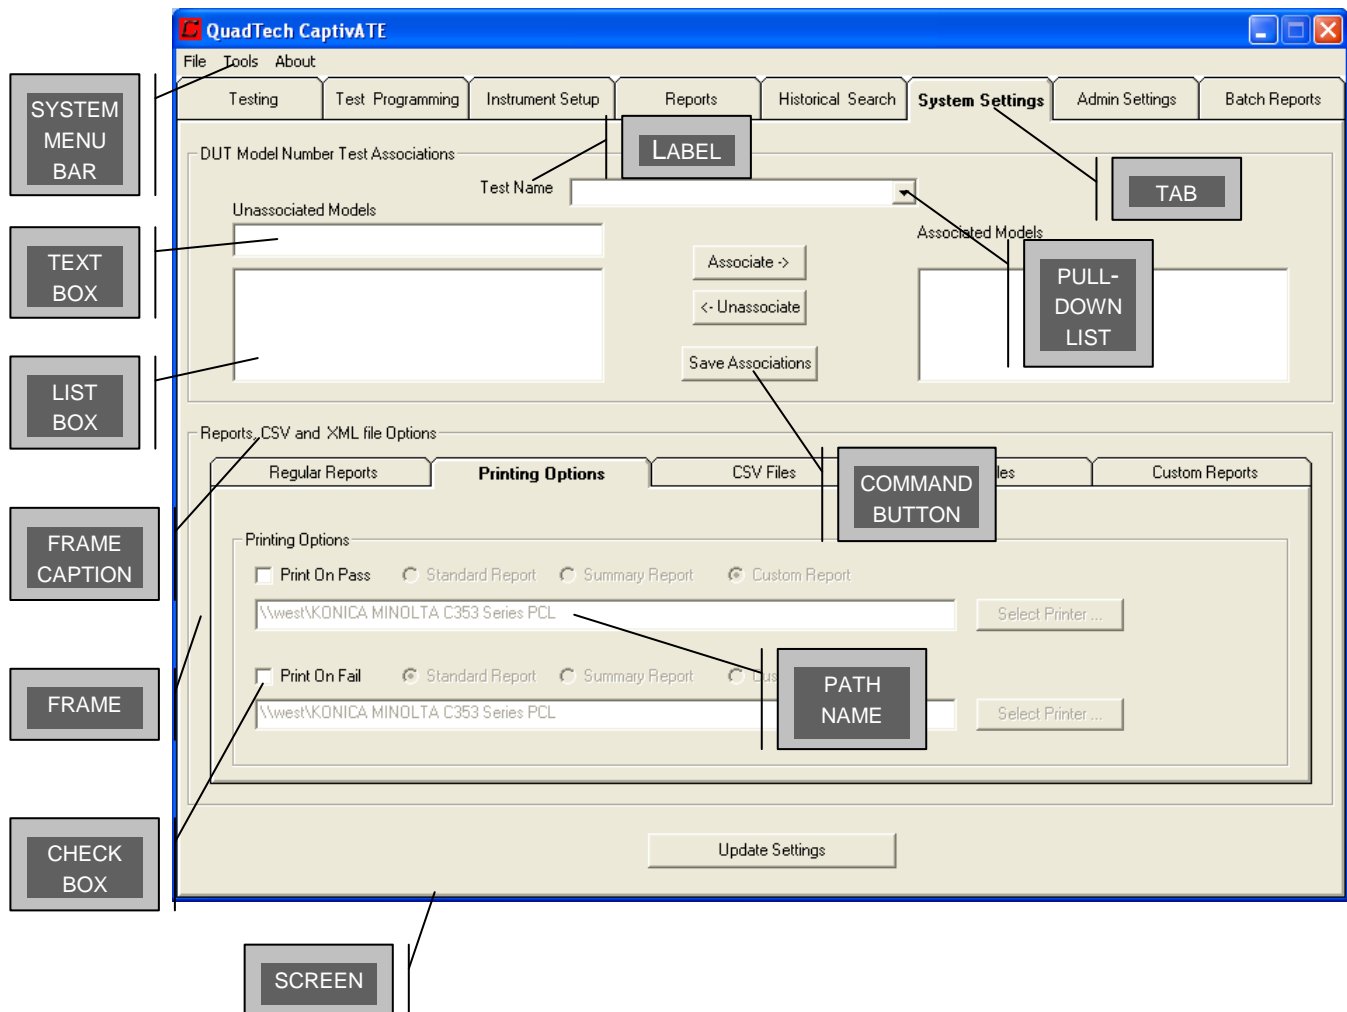 QuadTech CaptivATE
File Tools About
Testing Test Programming Instrument Setup Reports Historical Search System Settings Admin Settings Batch Reports
SYSTEM
MENU
BAR
DUT Model Number Test Associations
LABEL
Test Name
TAB
Unassociated Models
Associated Models
TEXT
BOX
Associate ->
<- Unassociate
PULL-
DOWN
LIST
Save Associations
LIST
BOX
Reports, CSV and XML file Options
Regular Reports Printing Options CSV Files les Custom Reports
COMMAND
BUTTON
FRAME
CAPTION
Printing Options
Print On Pass Standard Report Summary Report Custom Report
\\west\KONICA MINOLTA C353 Series PCL Select Printer ...
Print On Fail Standard Report Summary Report Cus
\\west\KONICA MINOLTA C353 Series PCL Select Printer ...
PATH
NAME
FRAME
CHECK
BOX
Update Settings
SCREEN